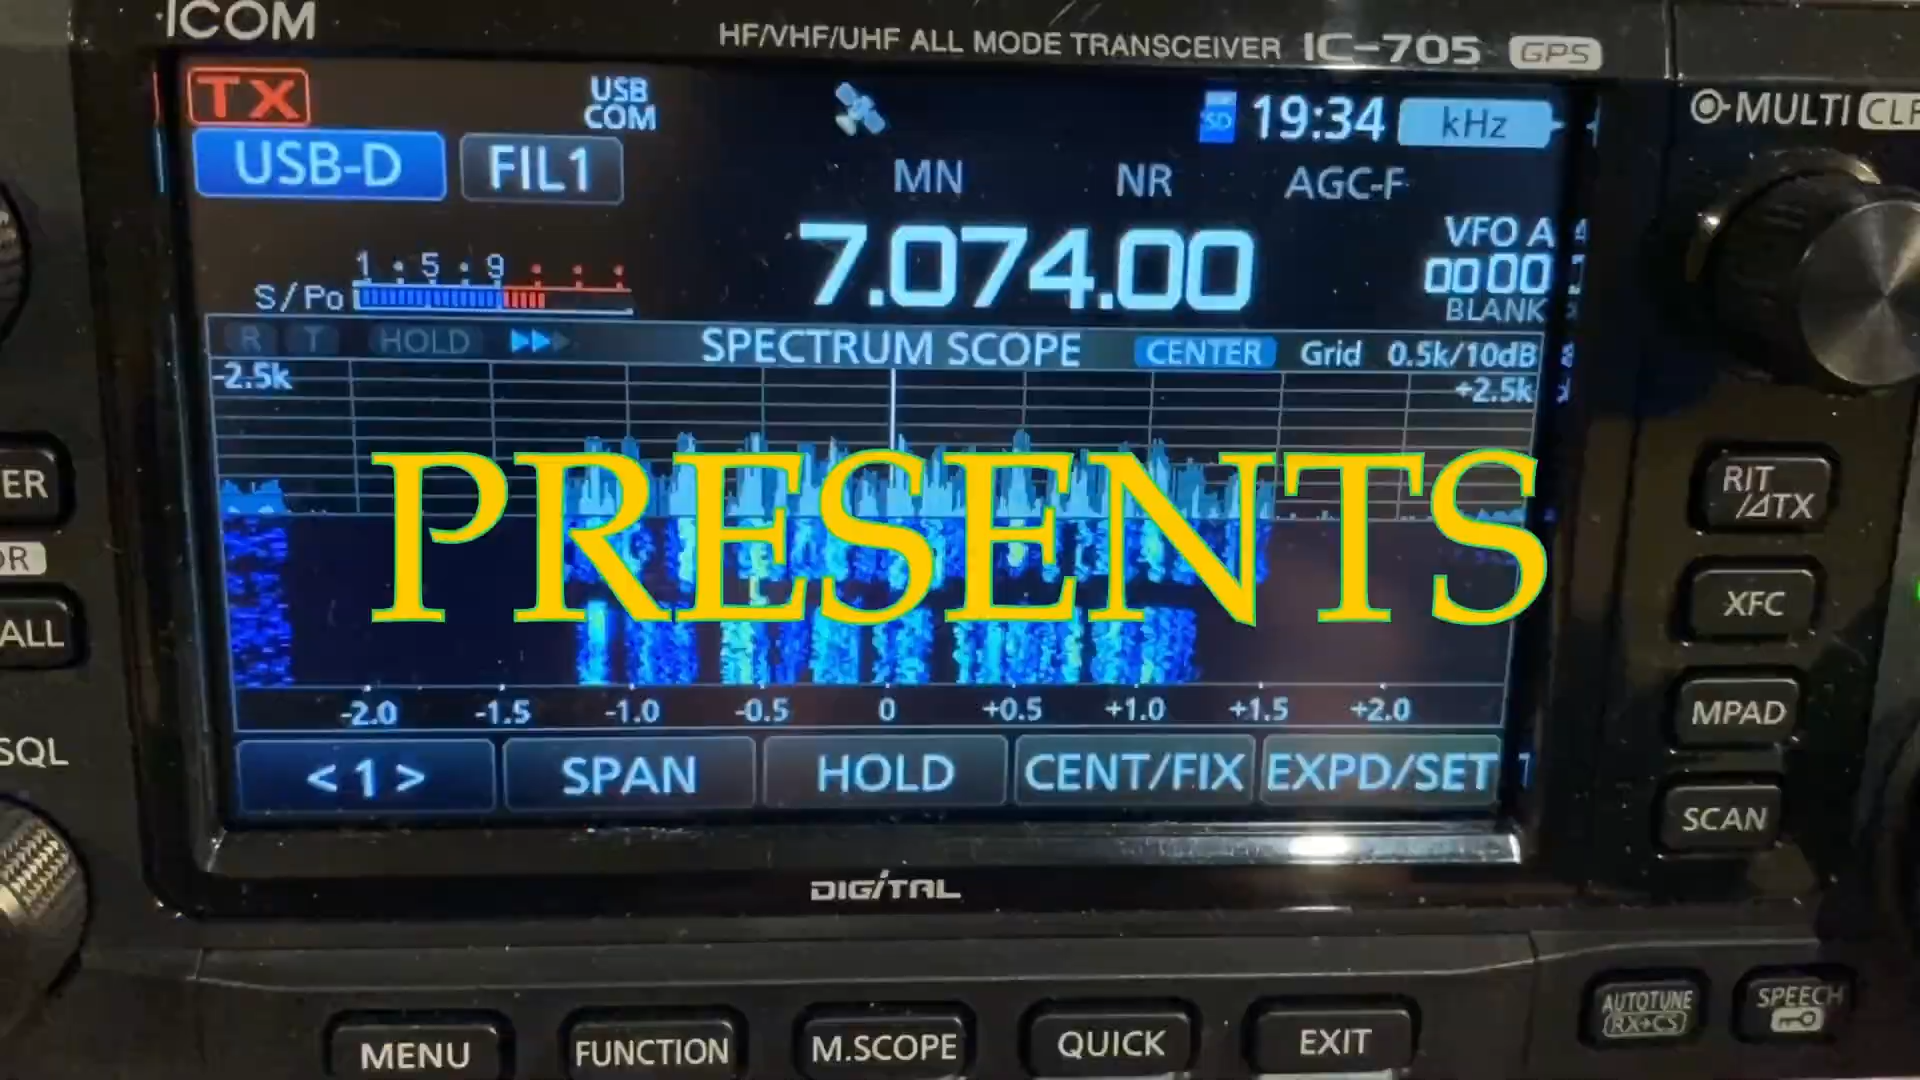 ICOM
HF/VHF/UHF ALL MODE TRANSCEIVER IC-705 GPS
TX
USB
COM
SD 19:34 kHz
MULTI
USB-D FIL1
MN NR AGC-F
7.074.00
VFO A
00 00
BLANK
1 • 5 • 9
S/Po
R T HOLD SPECTRUM SCOPE CENTER Grid 0.5k/10dB
-2.5k +2.5k
PRESENTS
-2.0 -1.5 -1.0 -0.5 0 +0.5 +1.0 +1.5 +2.0
<1> SPAN HOLD CENT/FIX EXPD/SET
RIT
/⊿TX
XFC
MPAD
SCAN
SQL
DIGITAL
MENU FUNCTION M.SCOPE QUICK EXIT
AUTOTUNE
RX→CS
SPEECH